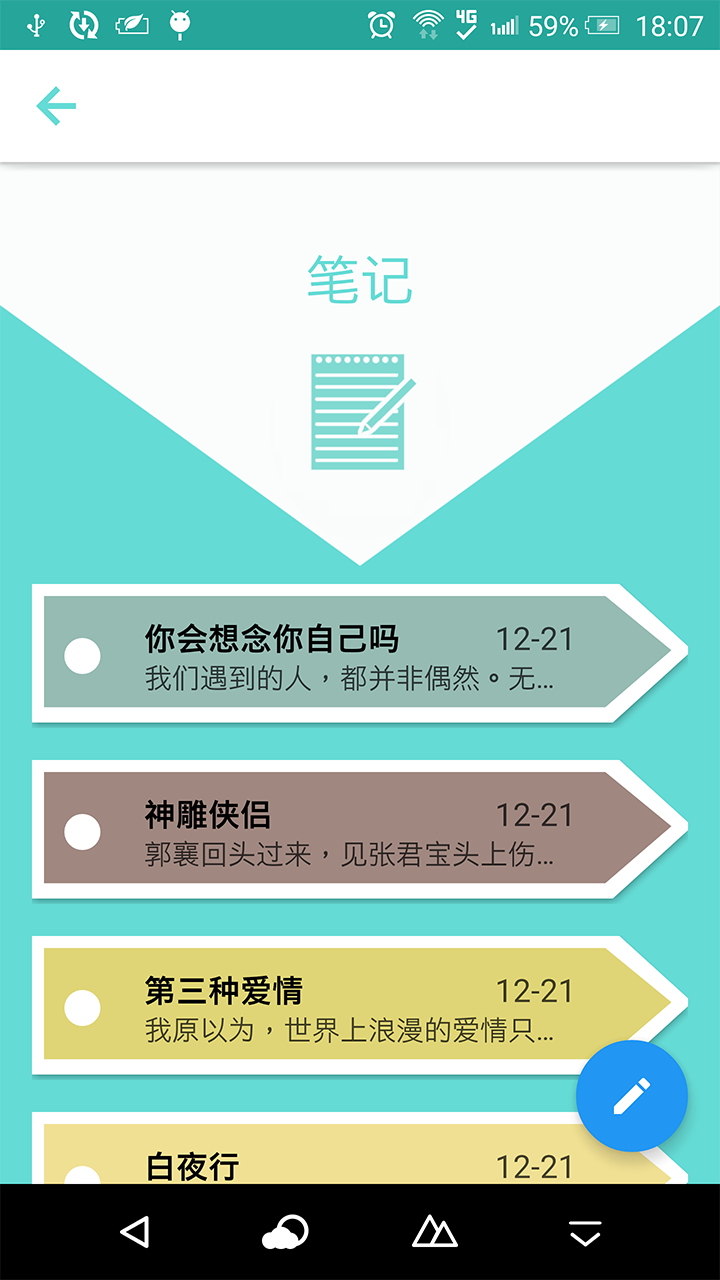 4G 59% 18:07
笔记
你会想念你自己吗 12-21
我们遇到的人，都并非偶然。无...
神雕侠侣 12-21
郭襄回头过来，见张君宝头上伤...
第三种爱情 12-21
我原以为，世界上浪漫的爱情只...
白夜行 12-21